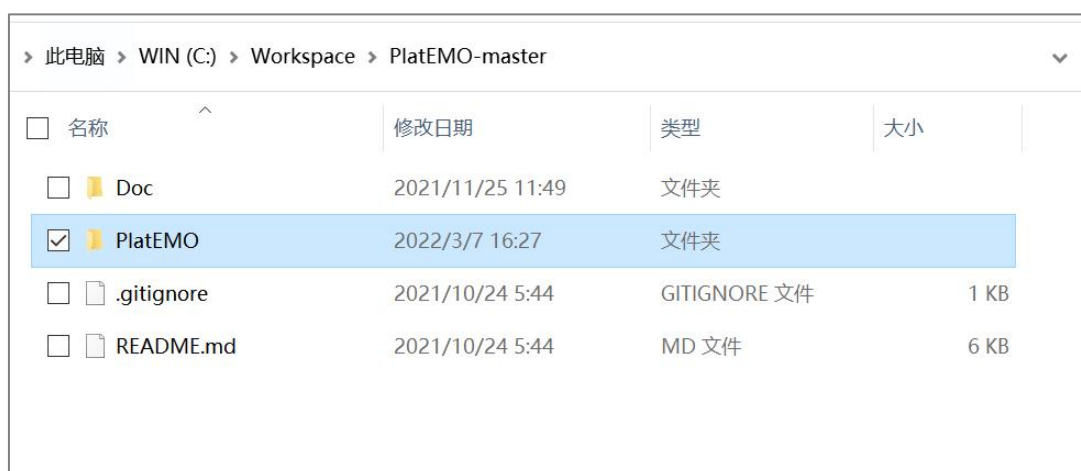 此电脑 > WIN (C:) > Workspace > PlatEMO-master
名称 修改日期 类型 大小
Doc 2021/11/25 11:49 文件夹
PlatEMO 2022/3/7 16:27 文件夹
.gitignore 2021/10/24 5:44 GITIGNORE 文件 1 KB
README.md 2021/10/24 5:44 MD 文件 6 KB